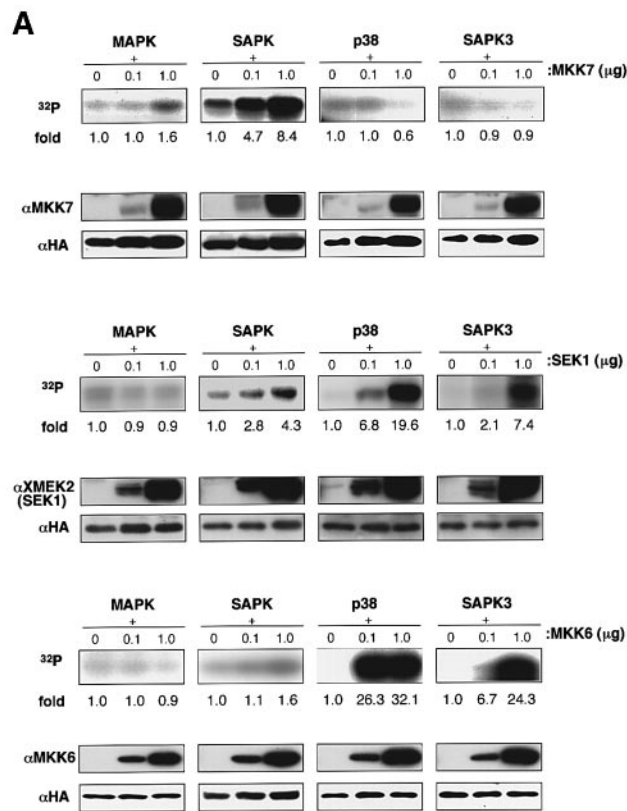 A
MAPK SAPK p38 SAPK3
+ + + +
0 0.1 1.0 0 0.1 1.0 0 0.1 1.0 0 0.1 1.0 :MKK7 (μg)
32P
fold 1.0 1.0 1.6 1.0 4.7 8.4 1.0 1.0 0.6 1.0 0.9 0.9
αMKK7
αHA
MAPK SAPK p38 SAPK3
+ + + +
0 0.1 1.0 0 0.1 1.0 0 0.1 1.0 0 0.1 1.0 :SEK1 (μg)
32P
fold 1.0 0.9 0.9 1.0 2.8 4.3 1.0 6.8 19.6 1.0 2.1 7.4
αXMEK2
(SEK1)
αHA
MAPK SAPK p38 SAPK3
+ + + +
0 0.1 1.0 0 0.1 1.0 0 0.1 1.0 0 0.1 1.0 :MKK6 (μg)
32P
fold 1.0 1.0 0.9 1.0 1.1 1.6 1.0 26.3 32.1 1.0 6.7 24.3
αMKK6
αHA